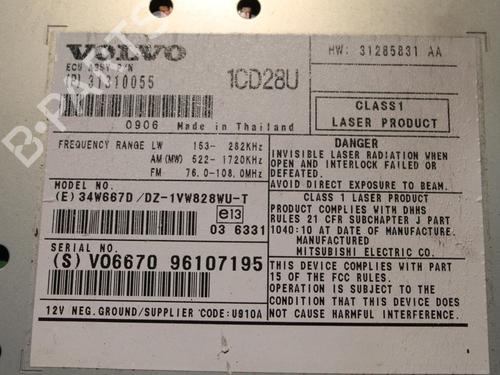 VOLVO
ECU ASSY P/N
(P) 31310055
1CD28U
HW: 31285831 AA
0906 Made in Thailand
CLASS1
LASER PRODUCT
FREQUENCY RANGE LW 153- 282KHz
AM(MW) 522-1720KHz
FM 76.0-108.0MHz
DANGER
INVISIBLE LASER RADIATION WHEN
OPEN AND INTERLOCK FAILED OR
DEFEATED.
AVOID DIRECT EXPOSURE TO BEAM.
MODEL NO.
(E) 34W667D/DZ-1VW828WU-T
e13
03 6331
CLASS 1 LASER PRODUCT
PRODUCT COMPLIES WITH DHHS
RULES 21 CFR SUBCHAPTER J PART
1040:10 AT DATE OF MANUFACTURE.
MANUFACTURED
MITSUBISHI ELECTRIC CO.
SERIAL NO.
(S) V06670 96107195
THIS DEVICE COMPLIES WITH PART
15 OF THE FCC RULES.
OPERATION IS SUBJECT TO THE
CONDITION THAT THIS DEVICE DOES
NOT CAUSE HARMFUL INTERFERENCE.
12V NEG.GROUND/SUPPLIER CODE:U910A
B-PARTS